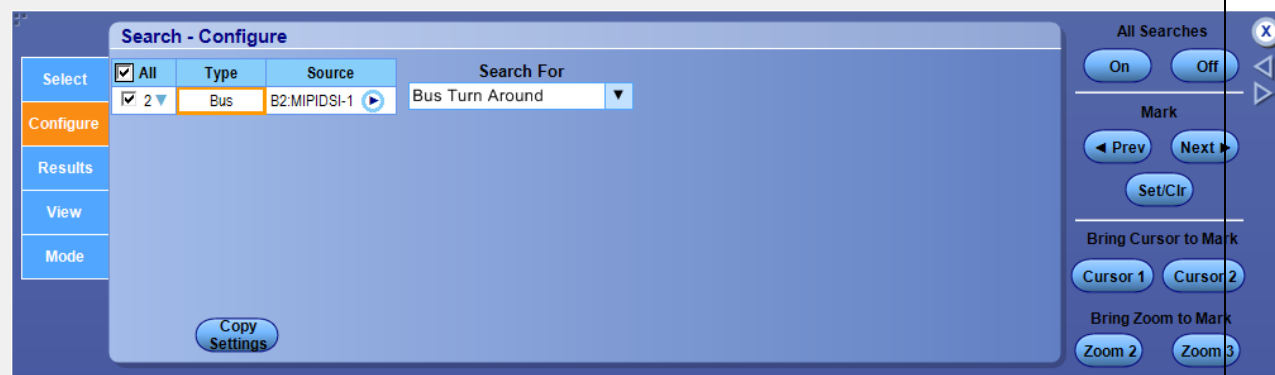 Search - Configure
Select
Configure
Results
View
Mode
All Type Source
2 Bus B2:MIPIDSI-1
Search For
Bus Turn Around
Copy
Settings
All Searches
On Off
Mark
Prev Next
Set/Clr
Bring Cursor to Mark
Cursor 1 Cursor 2
Bring Zoom to Mark
Zoom 2 Zoom 3
X